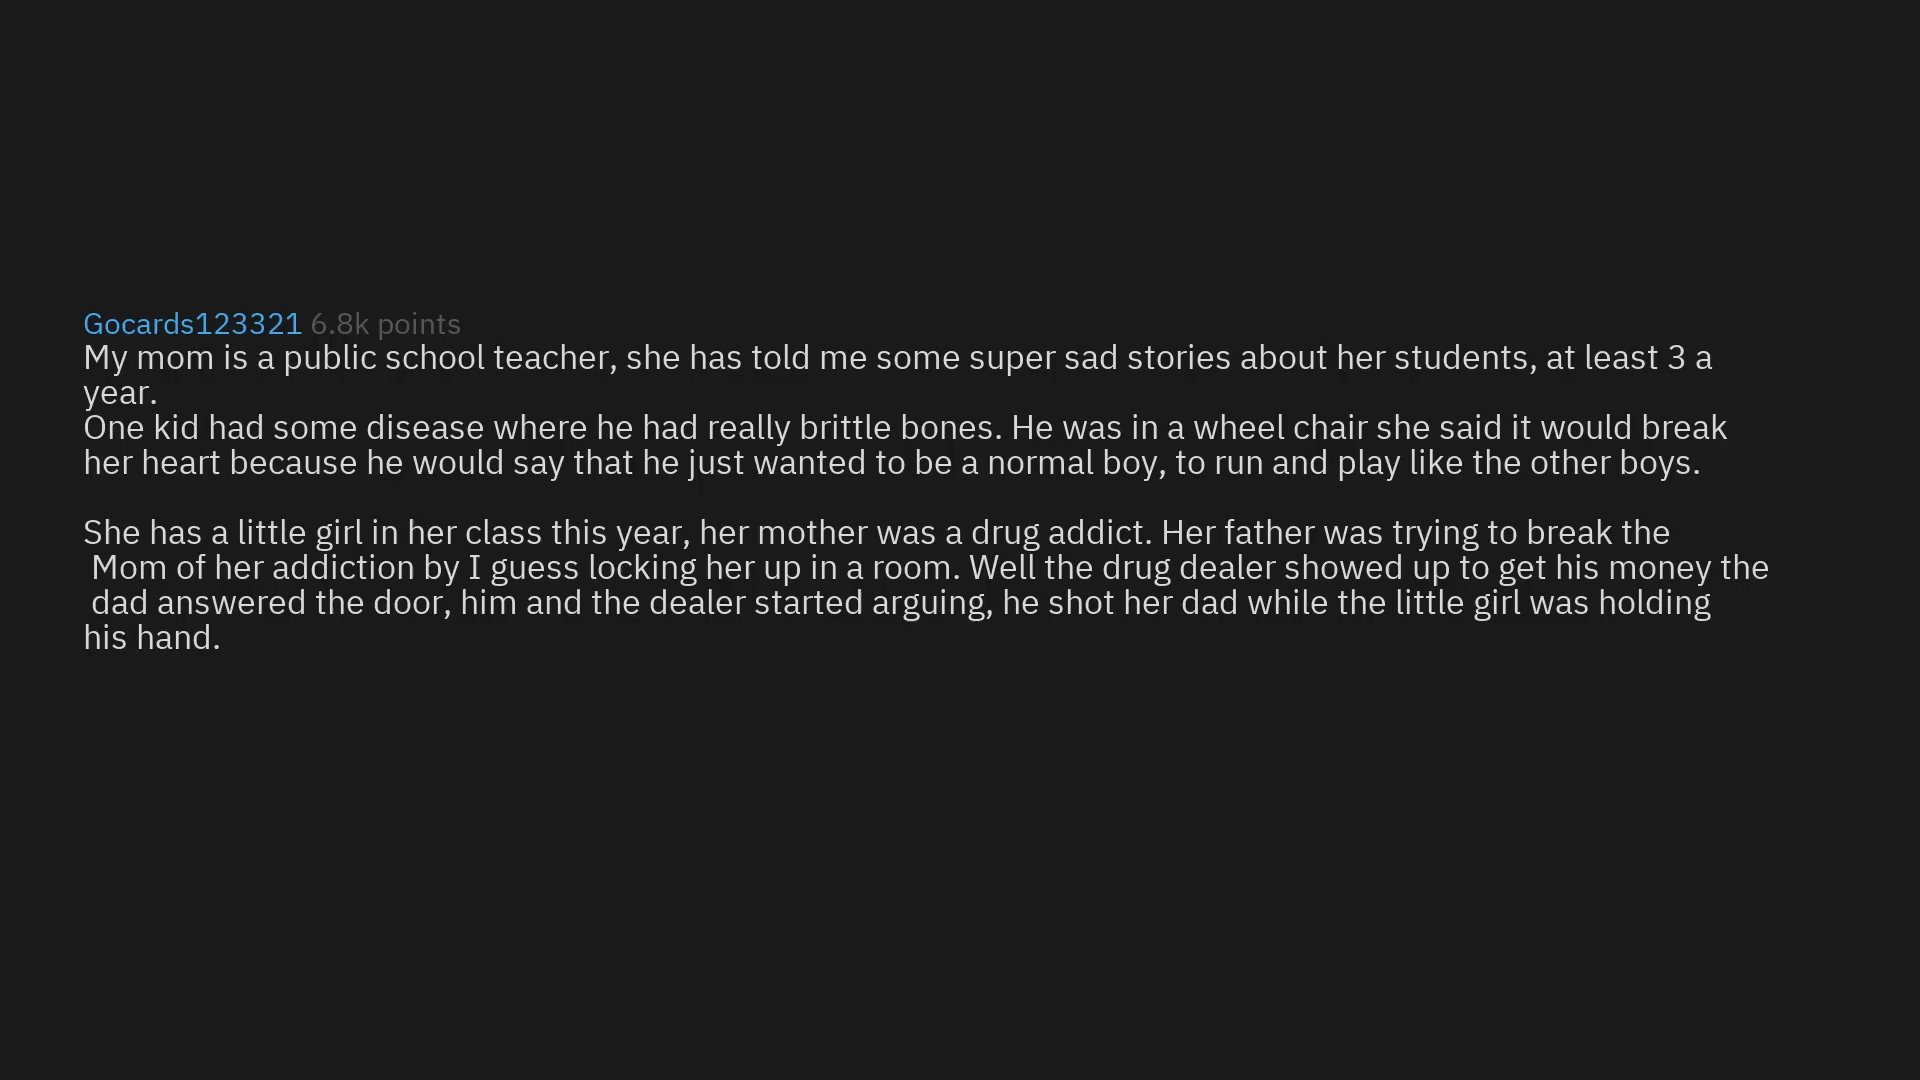 Gocards123321 6.8k points
My mom is a public school teacher, she has told me some super sad stories about her students, at least 3 a
year.
One kid had some disease where he had really brittle bones. He was in a wheel chair she said it would break
her heart because he would say that he just wanted to be a normal boy, to run and play like the other boys.
She has a little girl in her class this year, her mother was a drug addict. Her father was trying to break the
Mom of her addiction by I guess locking her up in a room. Well the drug dealer showed up to get his money the
dad answered the door, him and the dealer started arguing, he shot her dad while the little girl was holding
his hand.